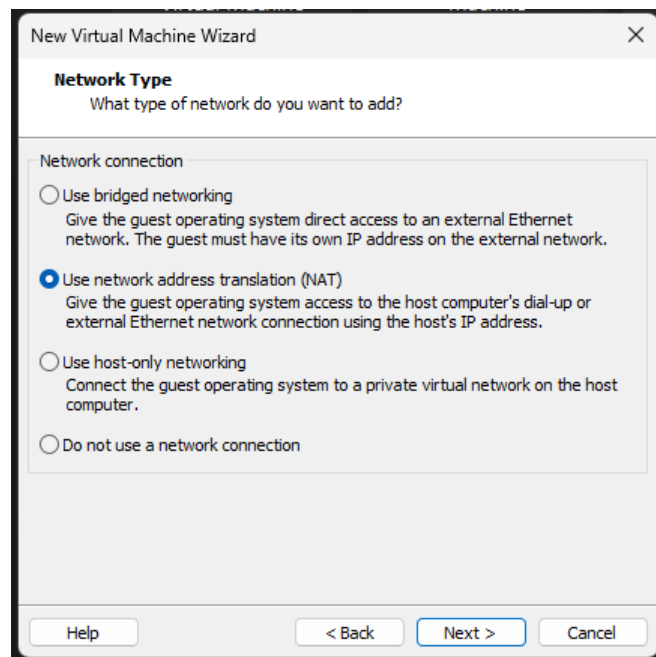 New Virtual Machine Wizard
Network Type
What type of network do you want to add?
Network connection
Use bridged networking
Give the guest operating system direct access to an external Ethernet
network. The guest must have its own IP address on the external network.
Use network address translation (NAT)
Give the guest operating system access to the host computer's dial-up or
external Ethernet network connection using the host's IP address.
Use host-only networking
Connect the guest operating system to a private virtual network on the host
computer.
Do not use a network connection
Help
< Back
Next >
Cancel